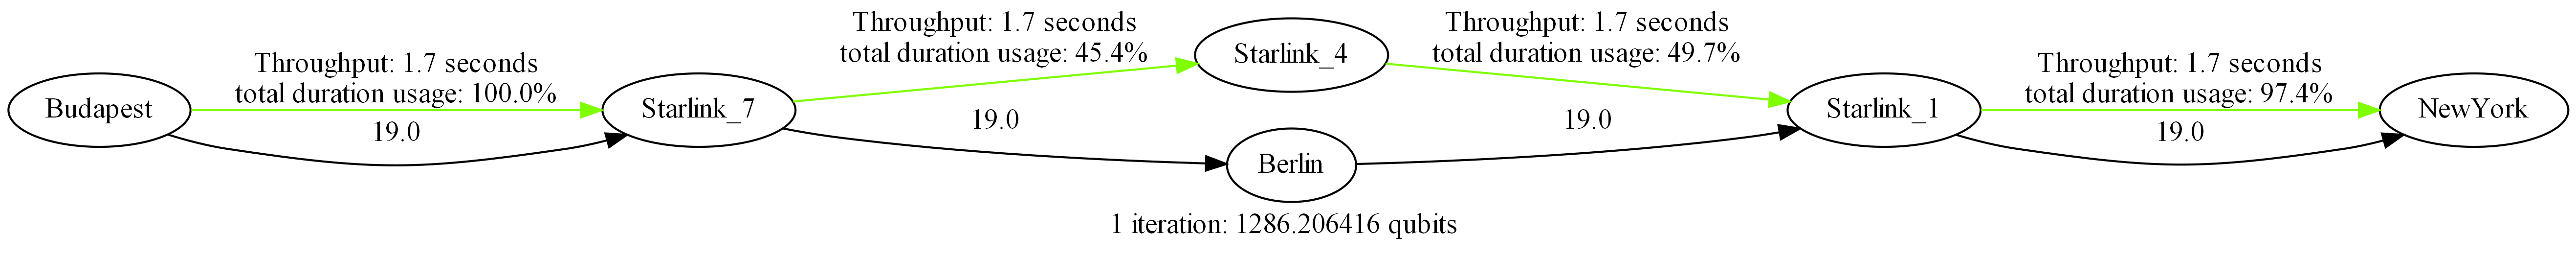 Budapest
Throughput: 1.7 seconds
total duration usage: 100.0%
19.0
Starlink_7
Throughput: 1.7 seconds
total duration usage: 45.4%
19.0
Starlink_4
Berlin
Throughput: 1.7 seconds
total duration usage: 49.7%
19.0
Starlink_1
Throughput: 1.7 seconds
total duration usage: 97.4%
19.0
NewYork
1 iteration: 1286.206416 qubits